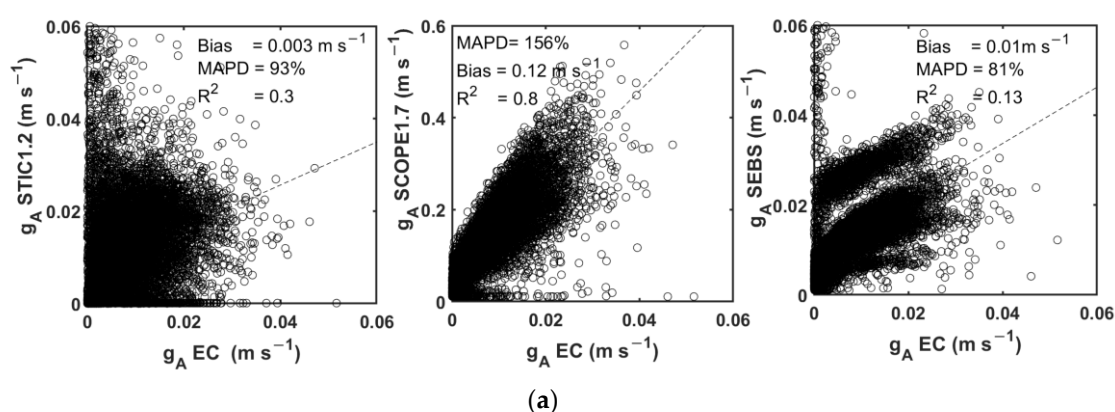 0.06
0.04
0.02
0
g_A STIC1.2 (m s⁻¹)
Bias = 0.003 m s⁻¹
MAPD = 93%
R² = 0.3
0 0.02 0.04 0.06
g_A EC (m s⁻¹)
0.6
0.4
0.2
0
g_A SCOPE1.7 (m s⁻¹)
MAPD= 156%
Bias = 0.12 m s⁻¹
R² = 0.8
0 0.02 0.04 0.06
g_A EC (m s⁻¹)
0.06
0.04
0.02
0
g_A SEBS (m s⁻¹)
Bias = 0.01m s⁻¹
MAPD = 81%
R² = 0.13
0 0.02 0.04 0.06
g_A EC (m s⁻¹)
(a)